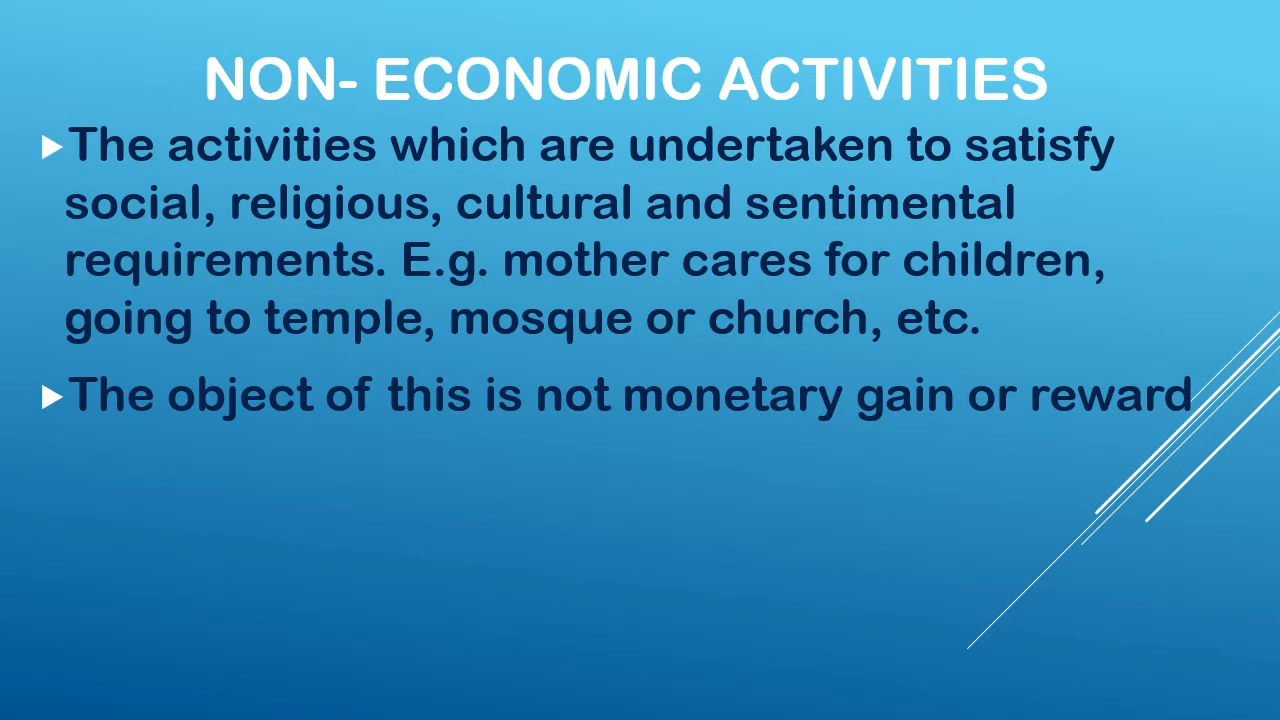 NON- ECONOMIC ACTIVITIES
The activities which are undertaken to satisfy
social, religious, cultural and sentimental
requirements. E.g. mother cares for children,
going to temple, mosque or church, etc.
The object of this is not monetary gain or reward